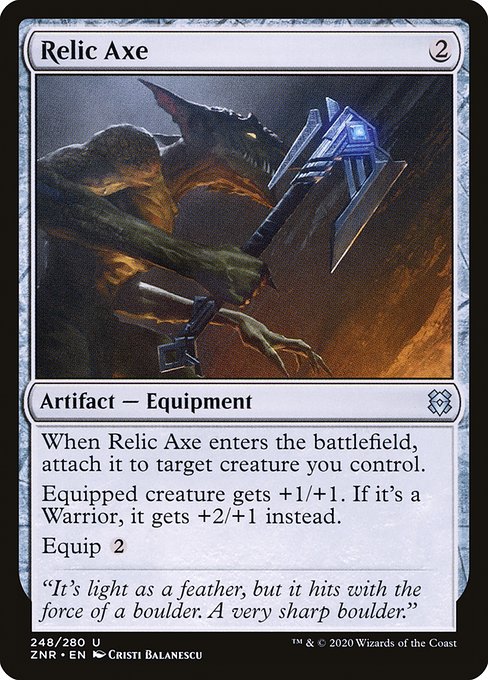 Relic Axe 2
Artifact — Equipment
When Relic Axe enters the battlefield,
attach it to target creature you control.
Equipped creature gets +1/+1. If it's a
Warrior, it gets +2/+1 instead.
Equip 2
“It's light as a feather, but it hits with the
force of a boulder. A very sharp boulder.”
248/280 U
ZNR • EN Cristi Balanescu
™ & © 2020 Wizards of the Coast